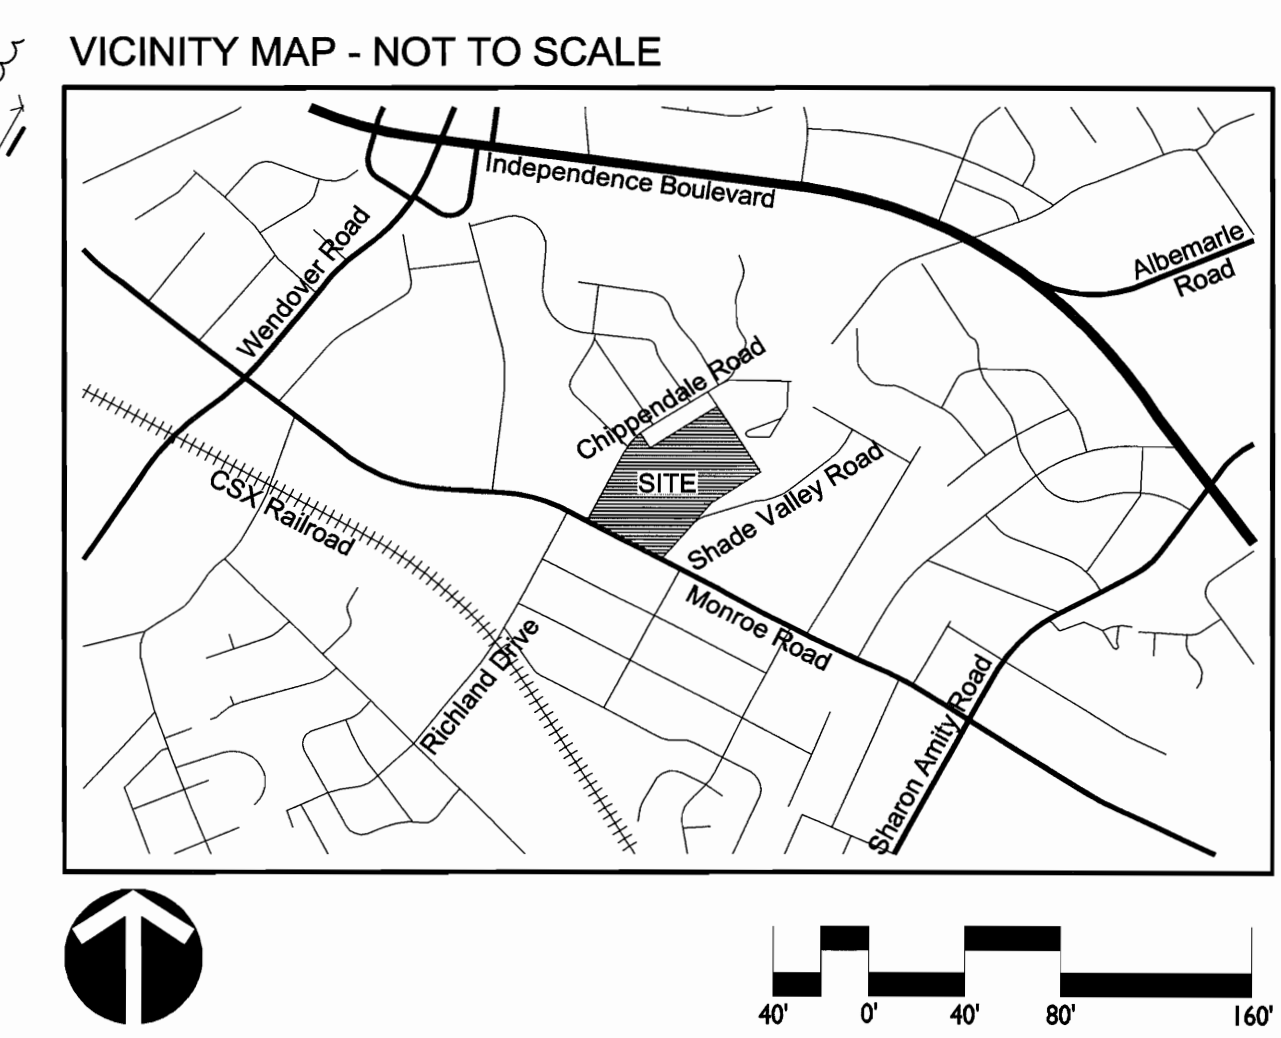 VICINITY MAP - NOT TO SCALE
Independence Boulevard
Wendover Road
Albemarle
Road
Chippendale Road
SITE
Shade Valley Road
CSX Railroad
Monroe Road
Richland Drive
Sharon Amity Road
40' 0' 40' 80' 160'